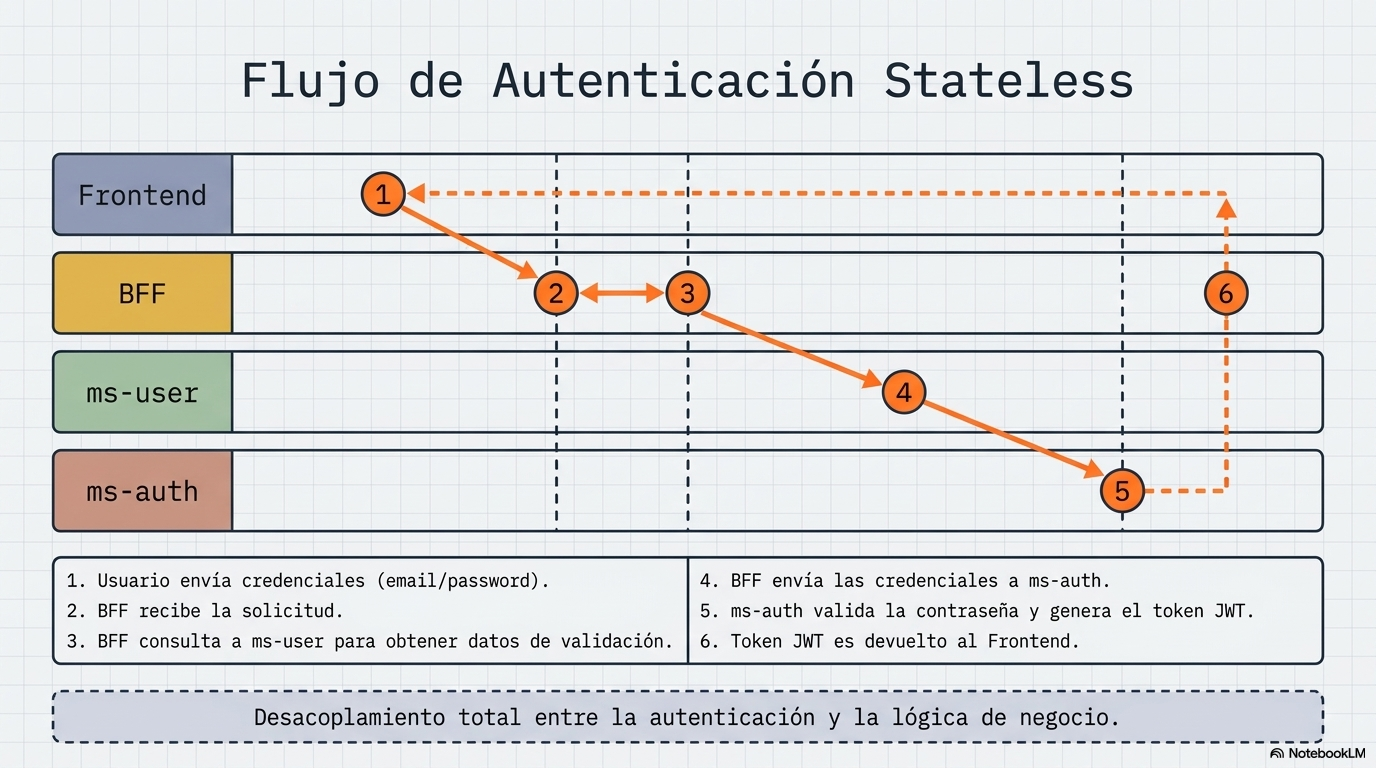 Flujo de Autenticación Stateless
Frontend
1
BFF
2
3
6
ms-user
4
ms-auth
5
1. Usuario envía credenciales (email/password).
2. BFF recibe la solicitud.
3. BFF consulta a ms-user para obtener datos de validación.
4. BFF envía las credenciales a ms-auth.
5. ms-auth valida la contraseña y genera el token JWT.
6. Token JWT es devuelto al Frontend.
Desacoplamiento total entre la autenticación y la lógica de negocio.
NotebookLM